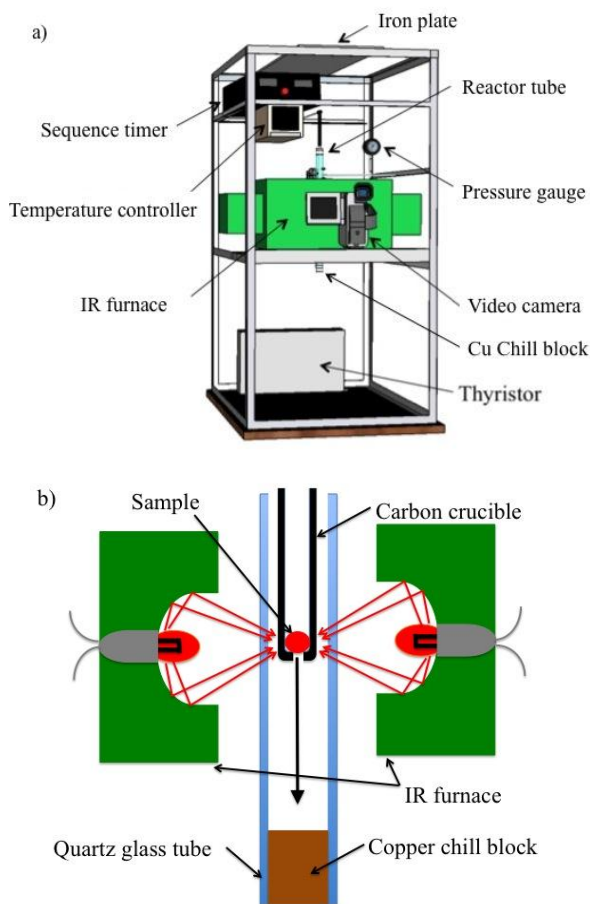 a)
Iron plate
Reactor tube
Sequence timer
Pressure gauge
Temperature controller
IR furnace
Video camera
Cu Chill block
Thyristor
b)
Sample
Carbon crucible
IR furnace
Quartz glass tube
Copper chill block